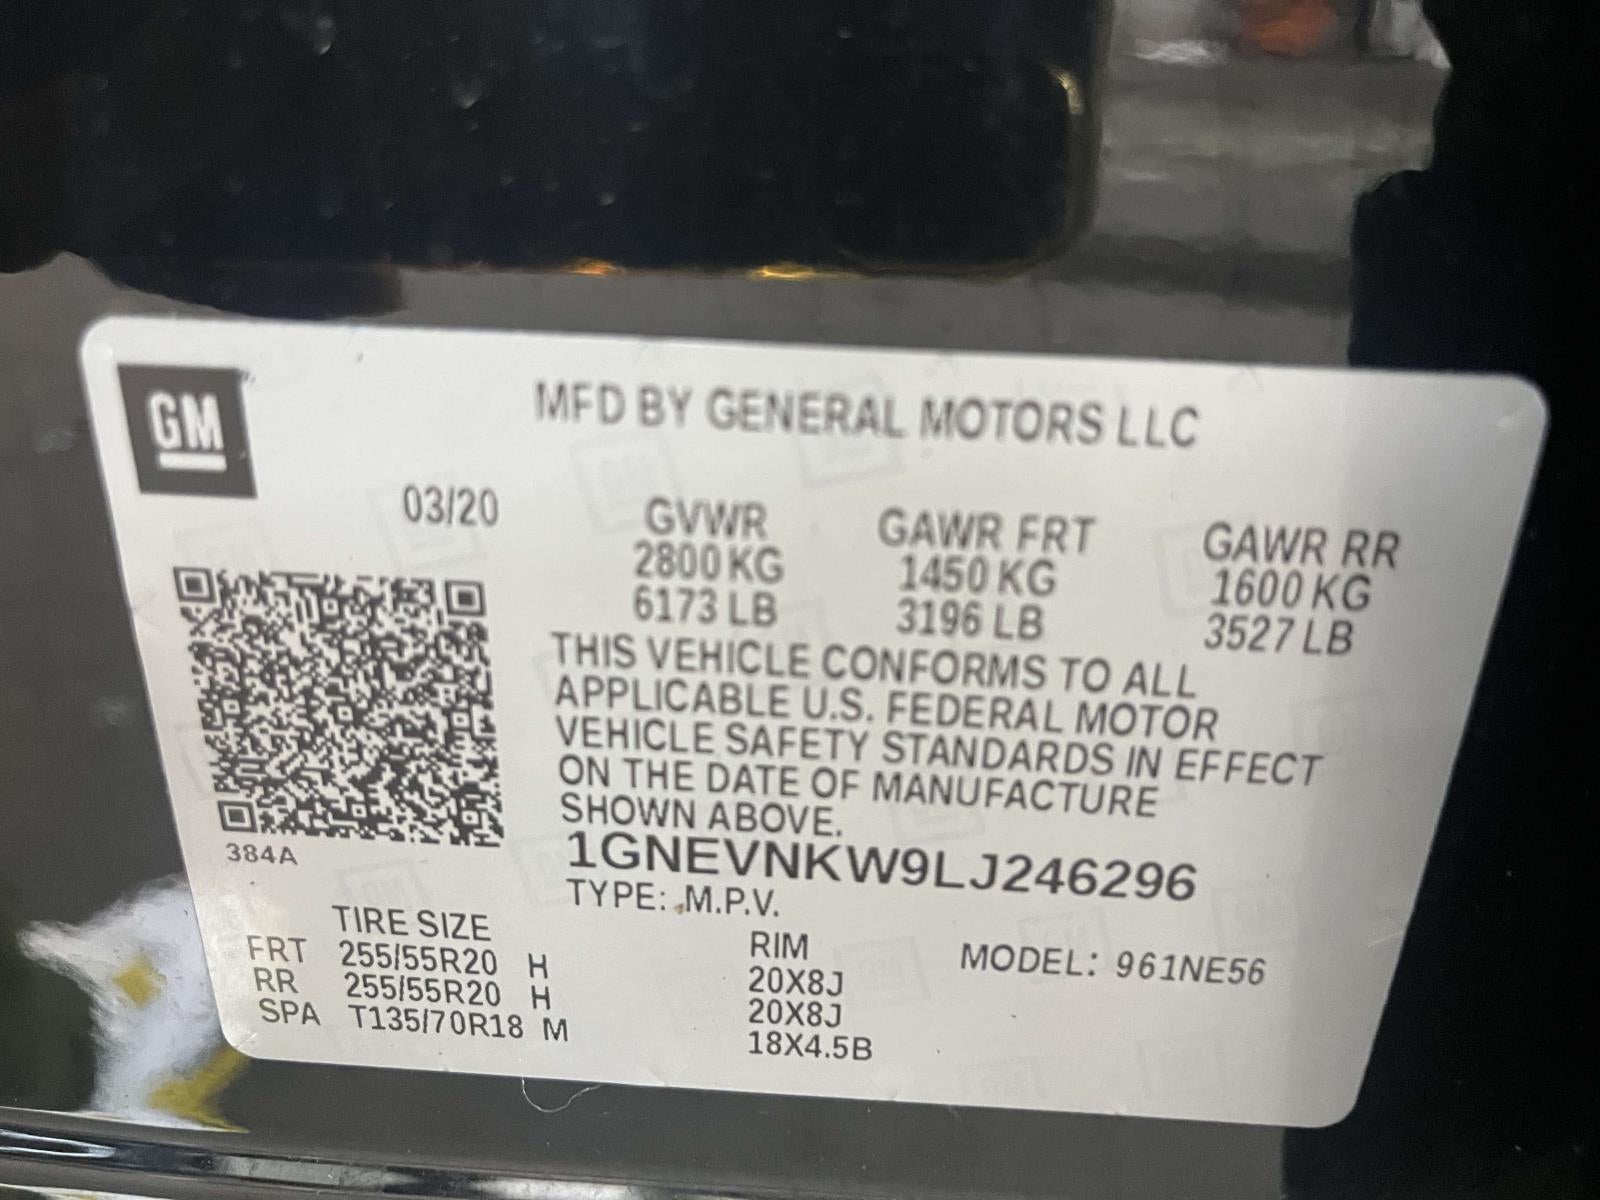 GM
MFD BY GENERAL MOTORS LLC
03/20
GVWR GAWR FRT GAWR RR
2800 KG 1450 KG 1600 KG
6173 LB 3196 LB 3527 LB
THIS VEHICLE CONFORMS TO ALL
APPLICABLE U.S. FEDERAL MOTOR
VEHICLE SAFETY STANDARDS IN EFFECT
ON THE DATE OF MANUFACTURE
SHOWN ABOVE.
384A
1GNEVNKW9LJ246296
TYPE: M.P.V.
TIRE SIZE RIM MODEL: 961NE56
FRT 255/55R20 H 20X8J
RR 255/55R20 H 20X8J
SPA T135/70R18 M 18X4.5B